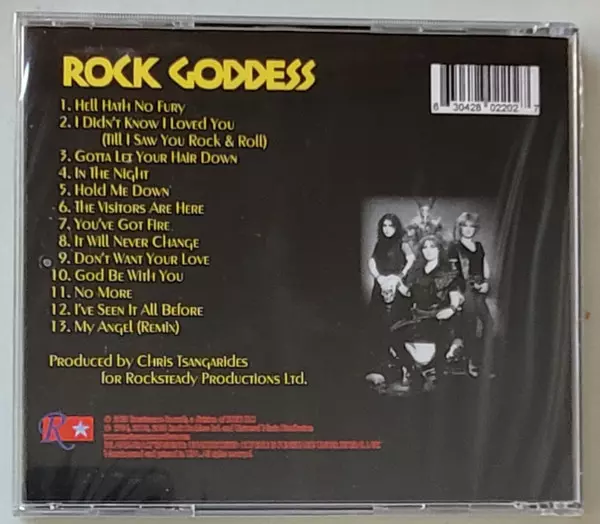 ROCK GODDESS
1. Hell Hath No Fury
2. I Didn't Know I Loved You
(Till I Saw You Rock & Roll)
3. Gotta Let Your Hair Down
4. In The Night
5. Hold Me Down
6. The Visitors Are Here
7. You've Got Fire
8. It Will Never Change
9. Don't Want Your Love
10. God Be With You
11. No More
12. I've Seen It All Before
13. My Angel (Remix)
Produced by Chris Tsangarides
for Rocksteady Productions Ltd.
6 30428 02202 7
R
All rights reserved.